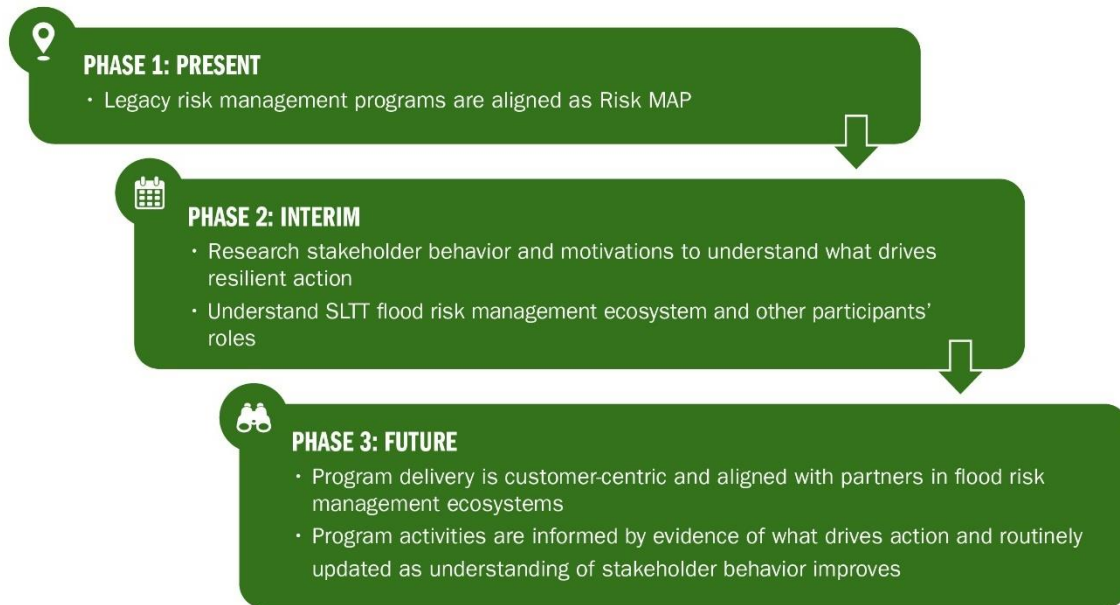 PHASE 1: PRESENT
· Legacy risk management programs are aligned as Risk MAP
PHASE 2: INTERIM
· Research stakeholder behavior and motivations to understand what drives
resilient action
· Understand SLTT flood risk management ecosystem and other participants’
roles
PHASE 3: FUTURE
· Program delivery is customer-centric and aligned with partners in flood risk
management ecosystems
· Program activities are informed by evidence of what drives action and routinely
updated as understanding of stakeholder behavior improves